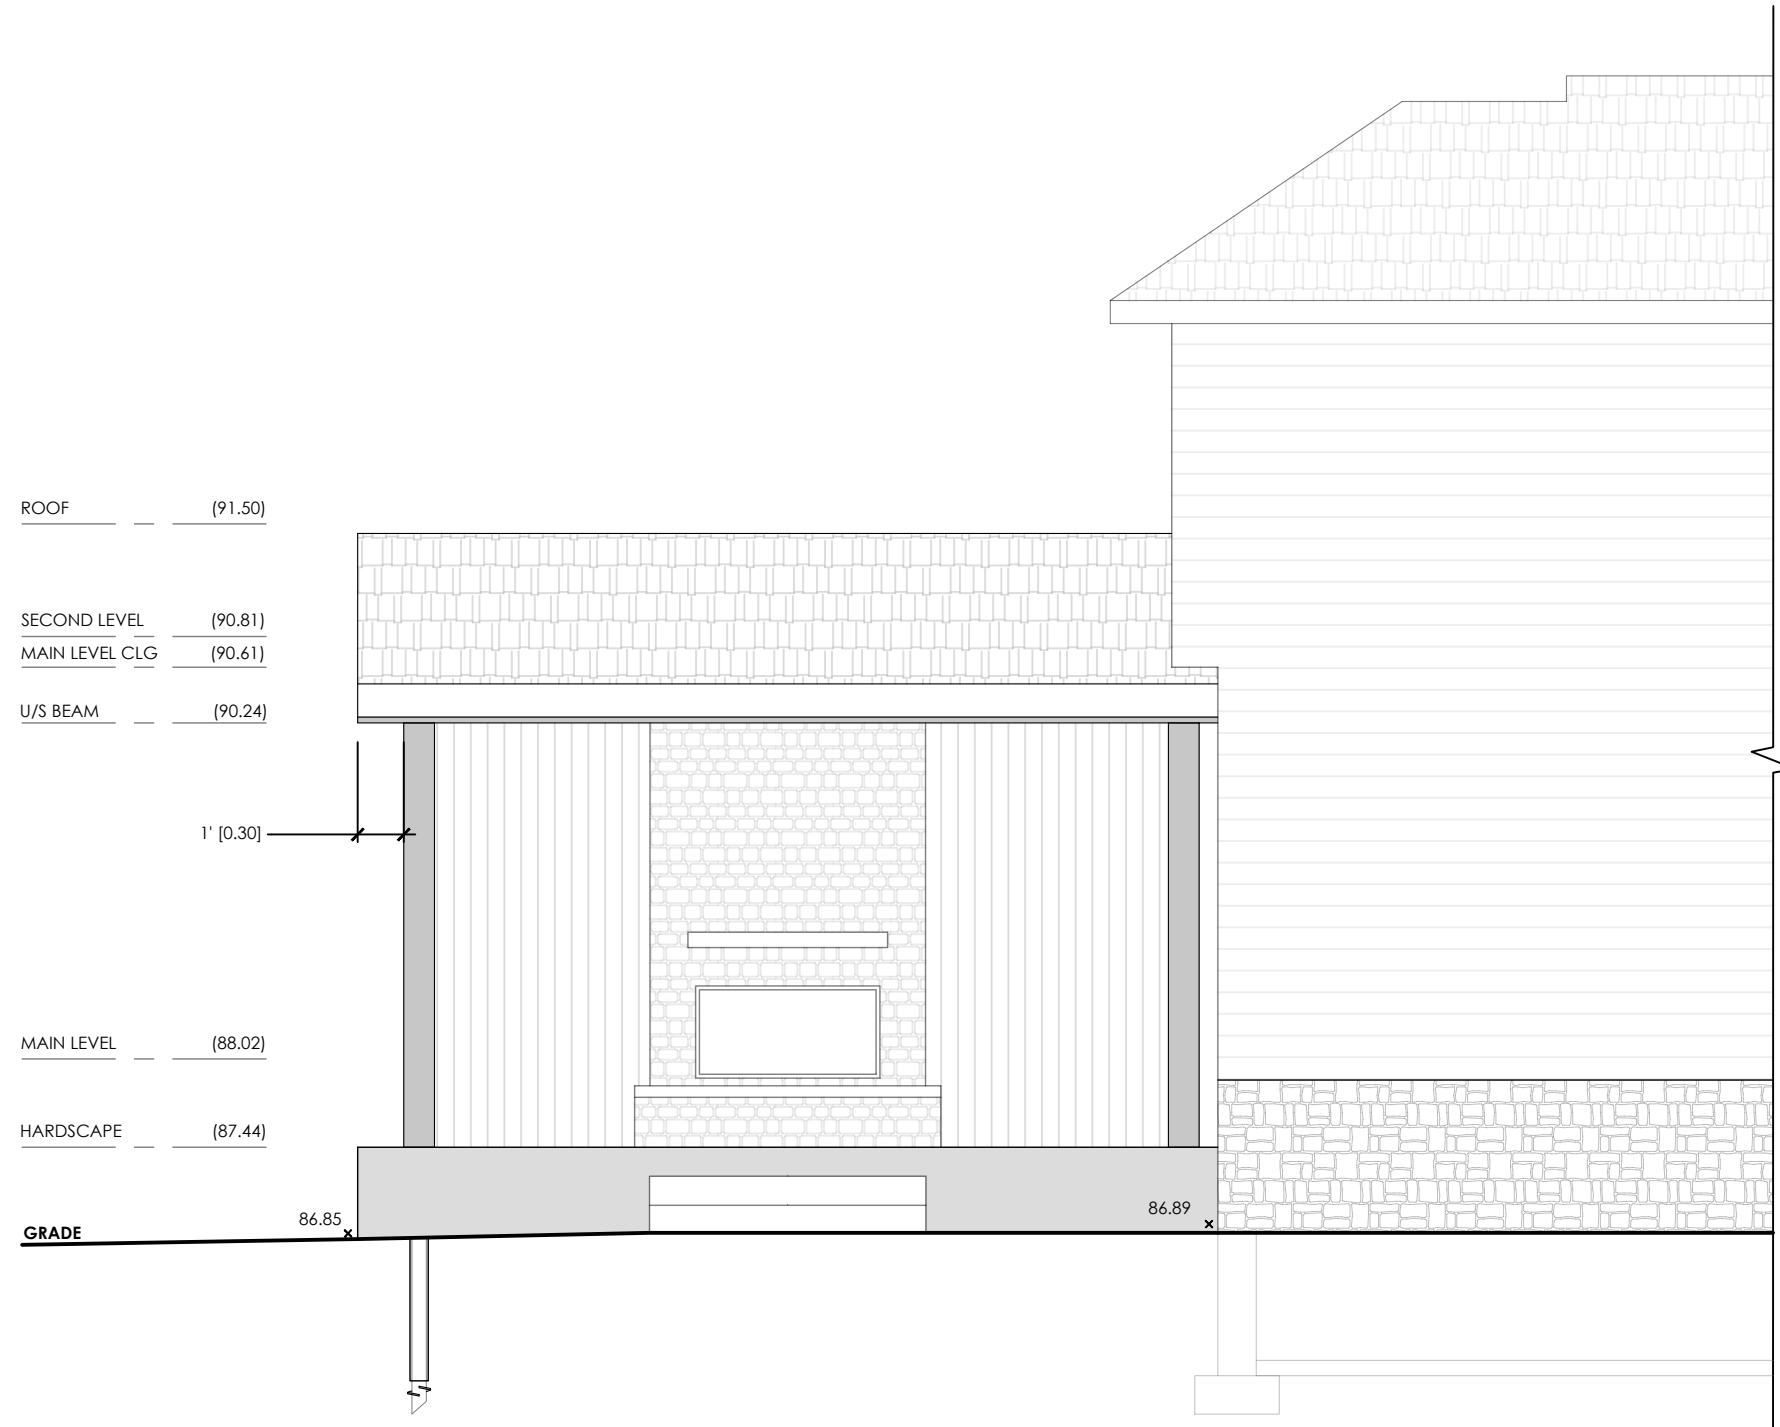 ROOF (91.50)
SECOND LEVEL (90.81)
MAIN LEVEL CLG (90.61)
U/S BEAM (90.24)
1' [0.30]
MAIN LEVEL (88.02)
HARDSCAPE (87.44)
86.85
86.89
GRADE